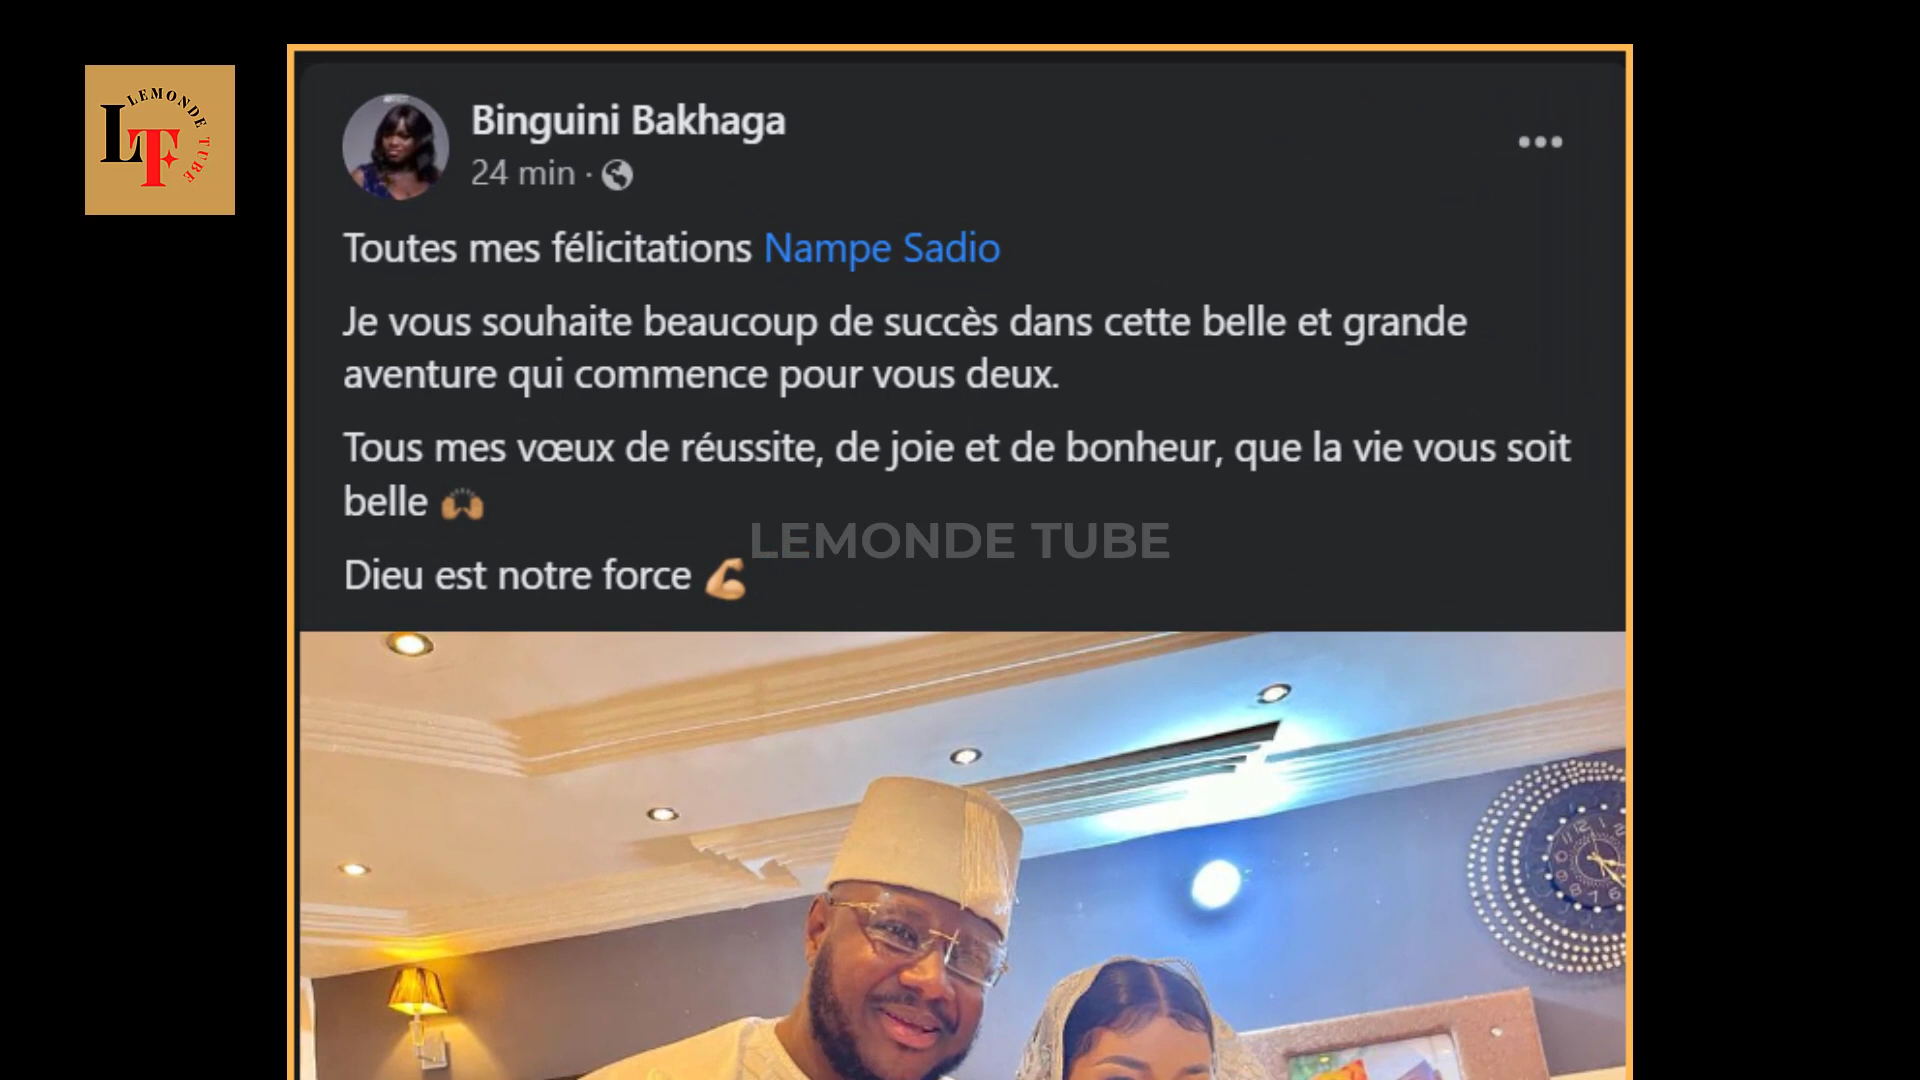 LEMONDE TUBE
LT
Binguini Bakhaga
24 min ·
Toutes mes félicitations Nampe Sadio
Je vous souhaite beaucoup de succès dans cette belle et grande
aventure qui commence pour vous deux.
Tous mes vœux de réussite, de joie et de bonheur, que la vie vous soit
belle 🙌🏽
LEMONDE TUBE
Dieu est notre force 💪🏼